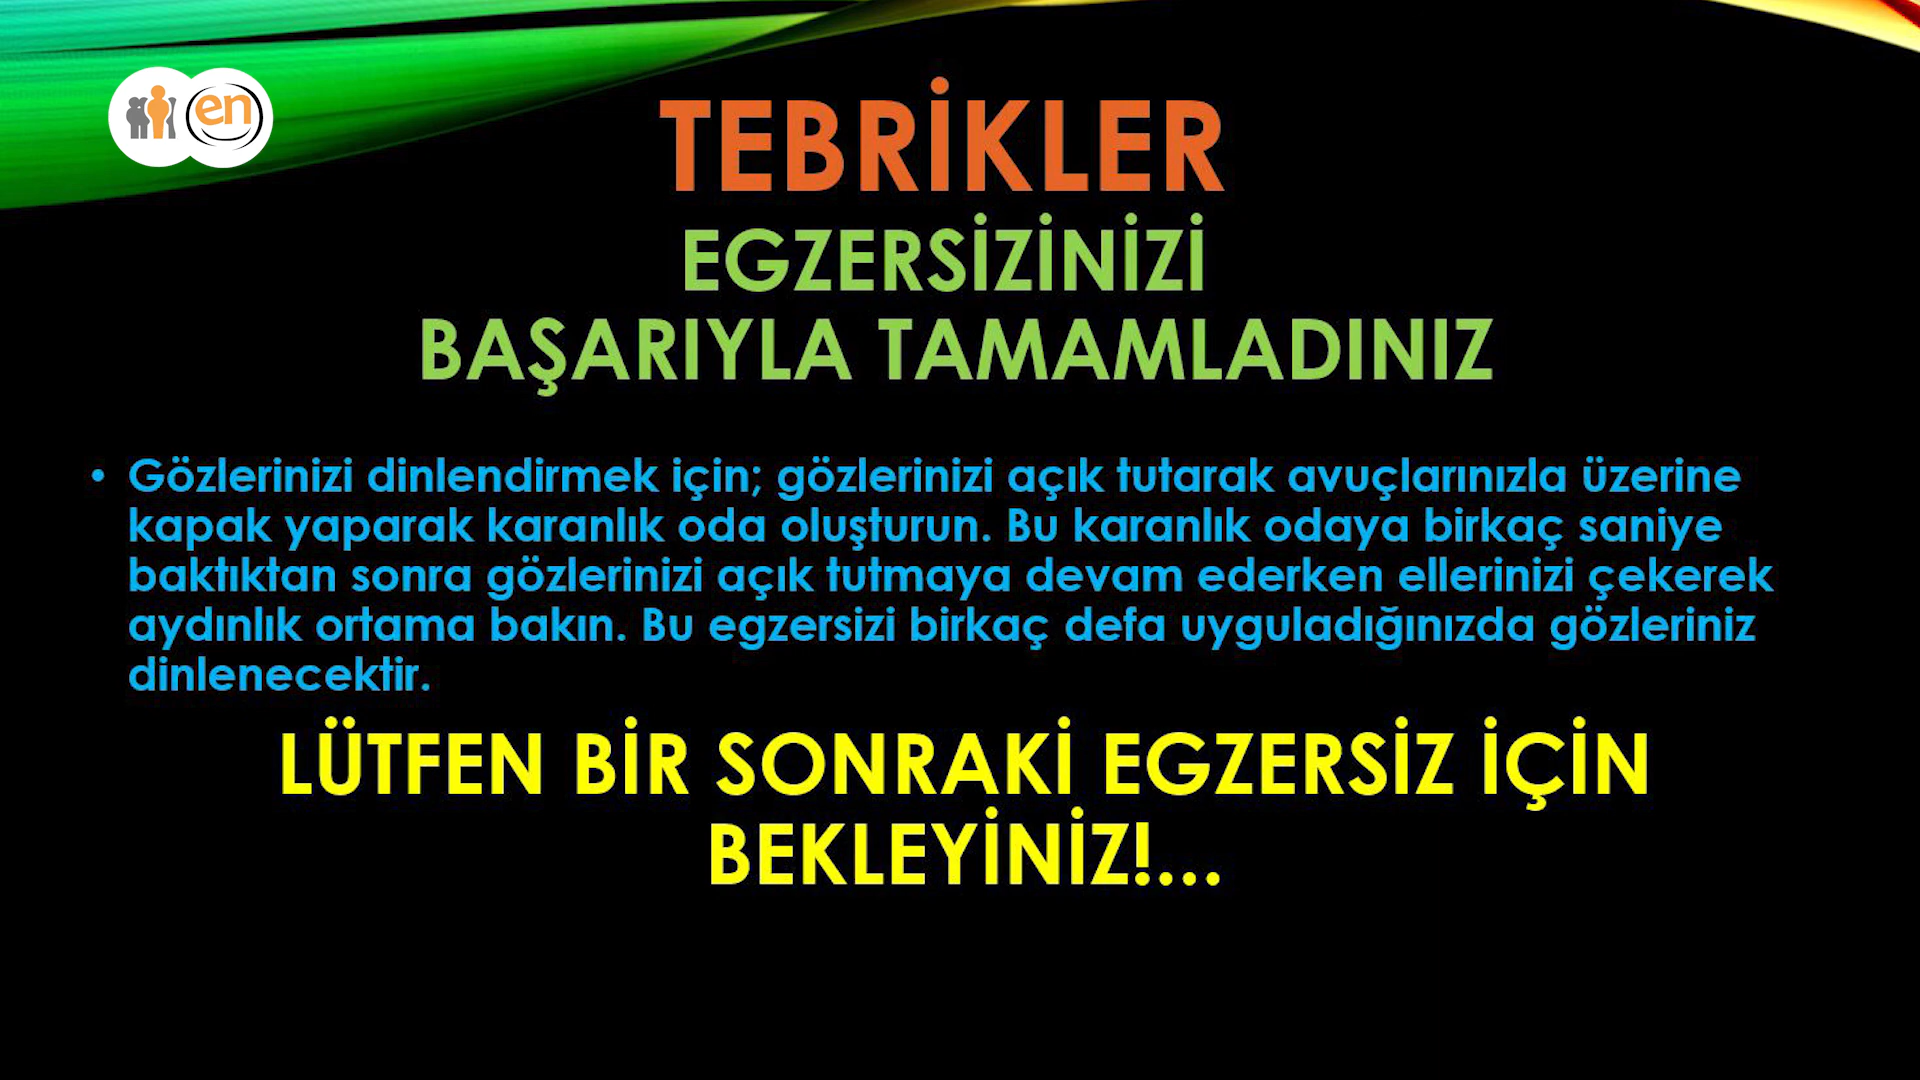 en
TEBRİKLER
EGZERSİZİNİZİ
BAŞARIYLA TAMAMLADINIZ
• Gözlerinizi dinlendirmek için; gözlerinizi açık tutarak avuçlarınızla üzerine
kapak yaparak karanlık oda oluşturun. Bu karanlık odaya birkaç saniye
baktıktan sonra gözlerinizi açık tutmaya devam ederken ellerinizi çekerek
aydınlık ortama bakın. Bu egzersizi birkaç defa uyguladığınızda gözleriniz
dinlenecektir.
LÜTFEN BİR SONRAKİ EGZERSİZ İÇİN
BEKLEYİNİZ!...